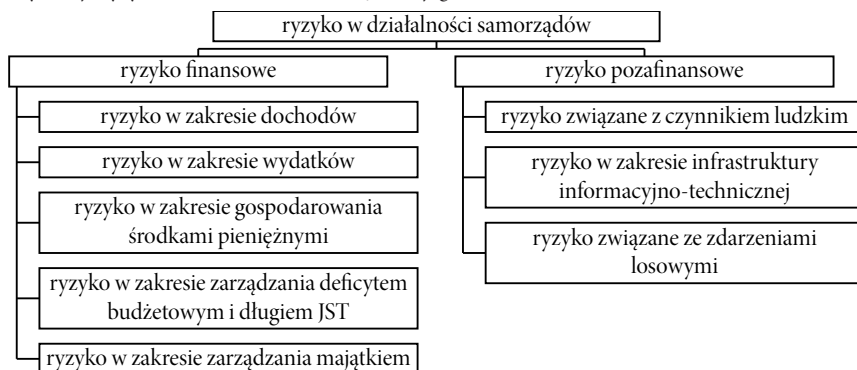 ryzyko w działalności samorządów
ryzyko finansowe
ryzyko w zakresie dochodów
ryzyko w zakresie wydatków
ryzyko w zakresie gospodarowania
środkami pieniężnymi
ryzyko w zakresie zarządzania deficytem
budżetowym i długiem JST
ryzyko w zakresie zarządzania majątkiem
ryzyko pozafinansowe
ryzyko związane z czynnikiem ludzkim
ryzyko w zakresie infrastruktury
informacyjno-technicznej
ryzyko związane ze zdarzeniami
losowymi